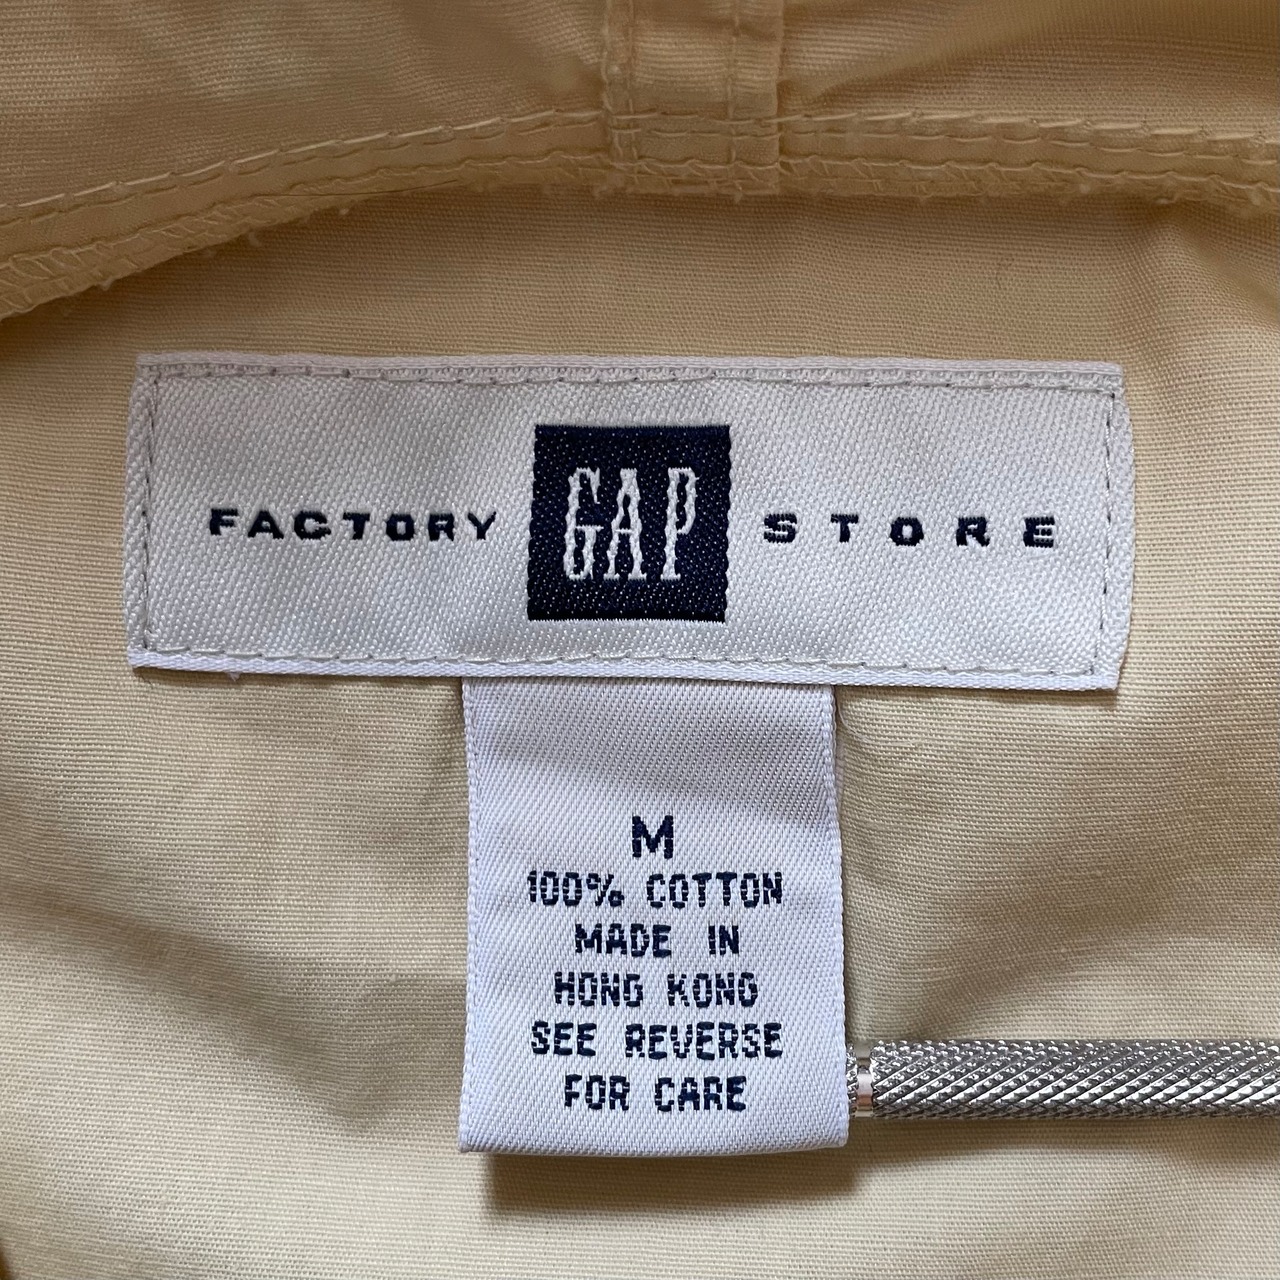 FACTORY GAP STORE
M
100% COTTON
MADE IN
HONG KONG
SEE REVERSE
FOR CARE